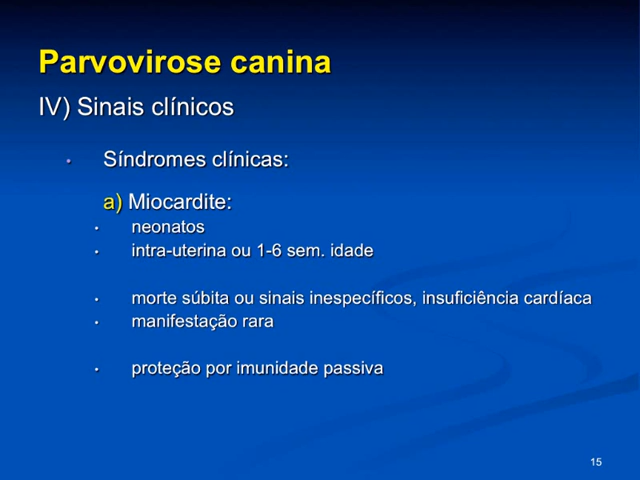 Parvovirose canina
IV) Sinais clínicos
• Síndromes clínicas:
a) Miocardite:
• neonatos
• intra-uterina ou 1-6 sem. idade
• morte súbita ou sinais inespecíficos, insuficiência cardíaca
• manifestação rara
• proteção por imunidade passiva
15